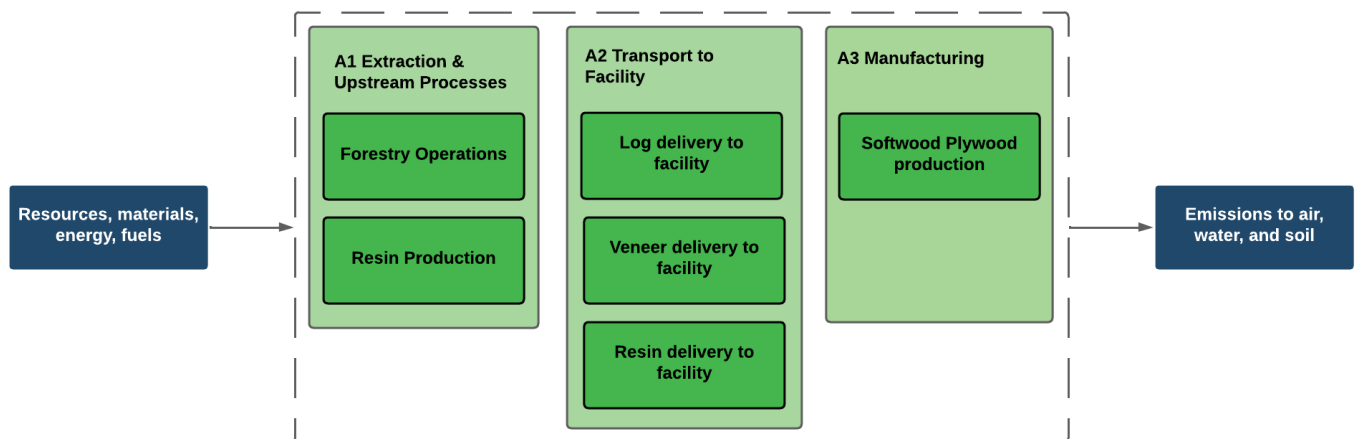 Resources, materials,
energy, fuels
A1 Extraction &
Upstream Processes
Forestry Operations
Resin Production
A2 Transport to
Facility
Log delivery to
facility
Veneer delivery to
facility
Resin delivery to
facility
A3 Manufacturing
Softwood Plywood
production
Emissions to air,
water, and soil